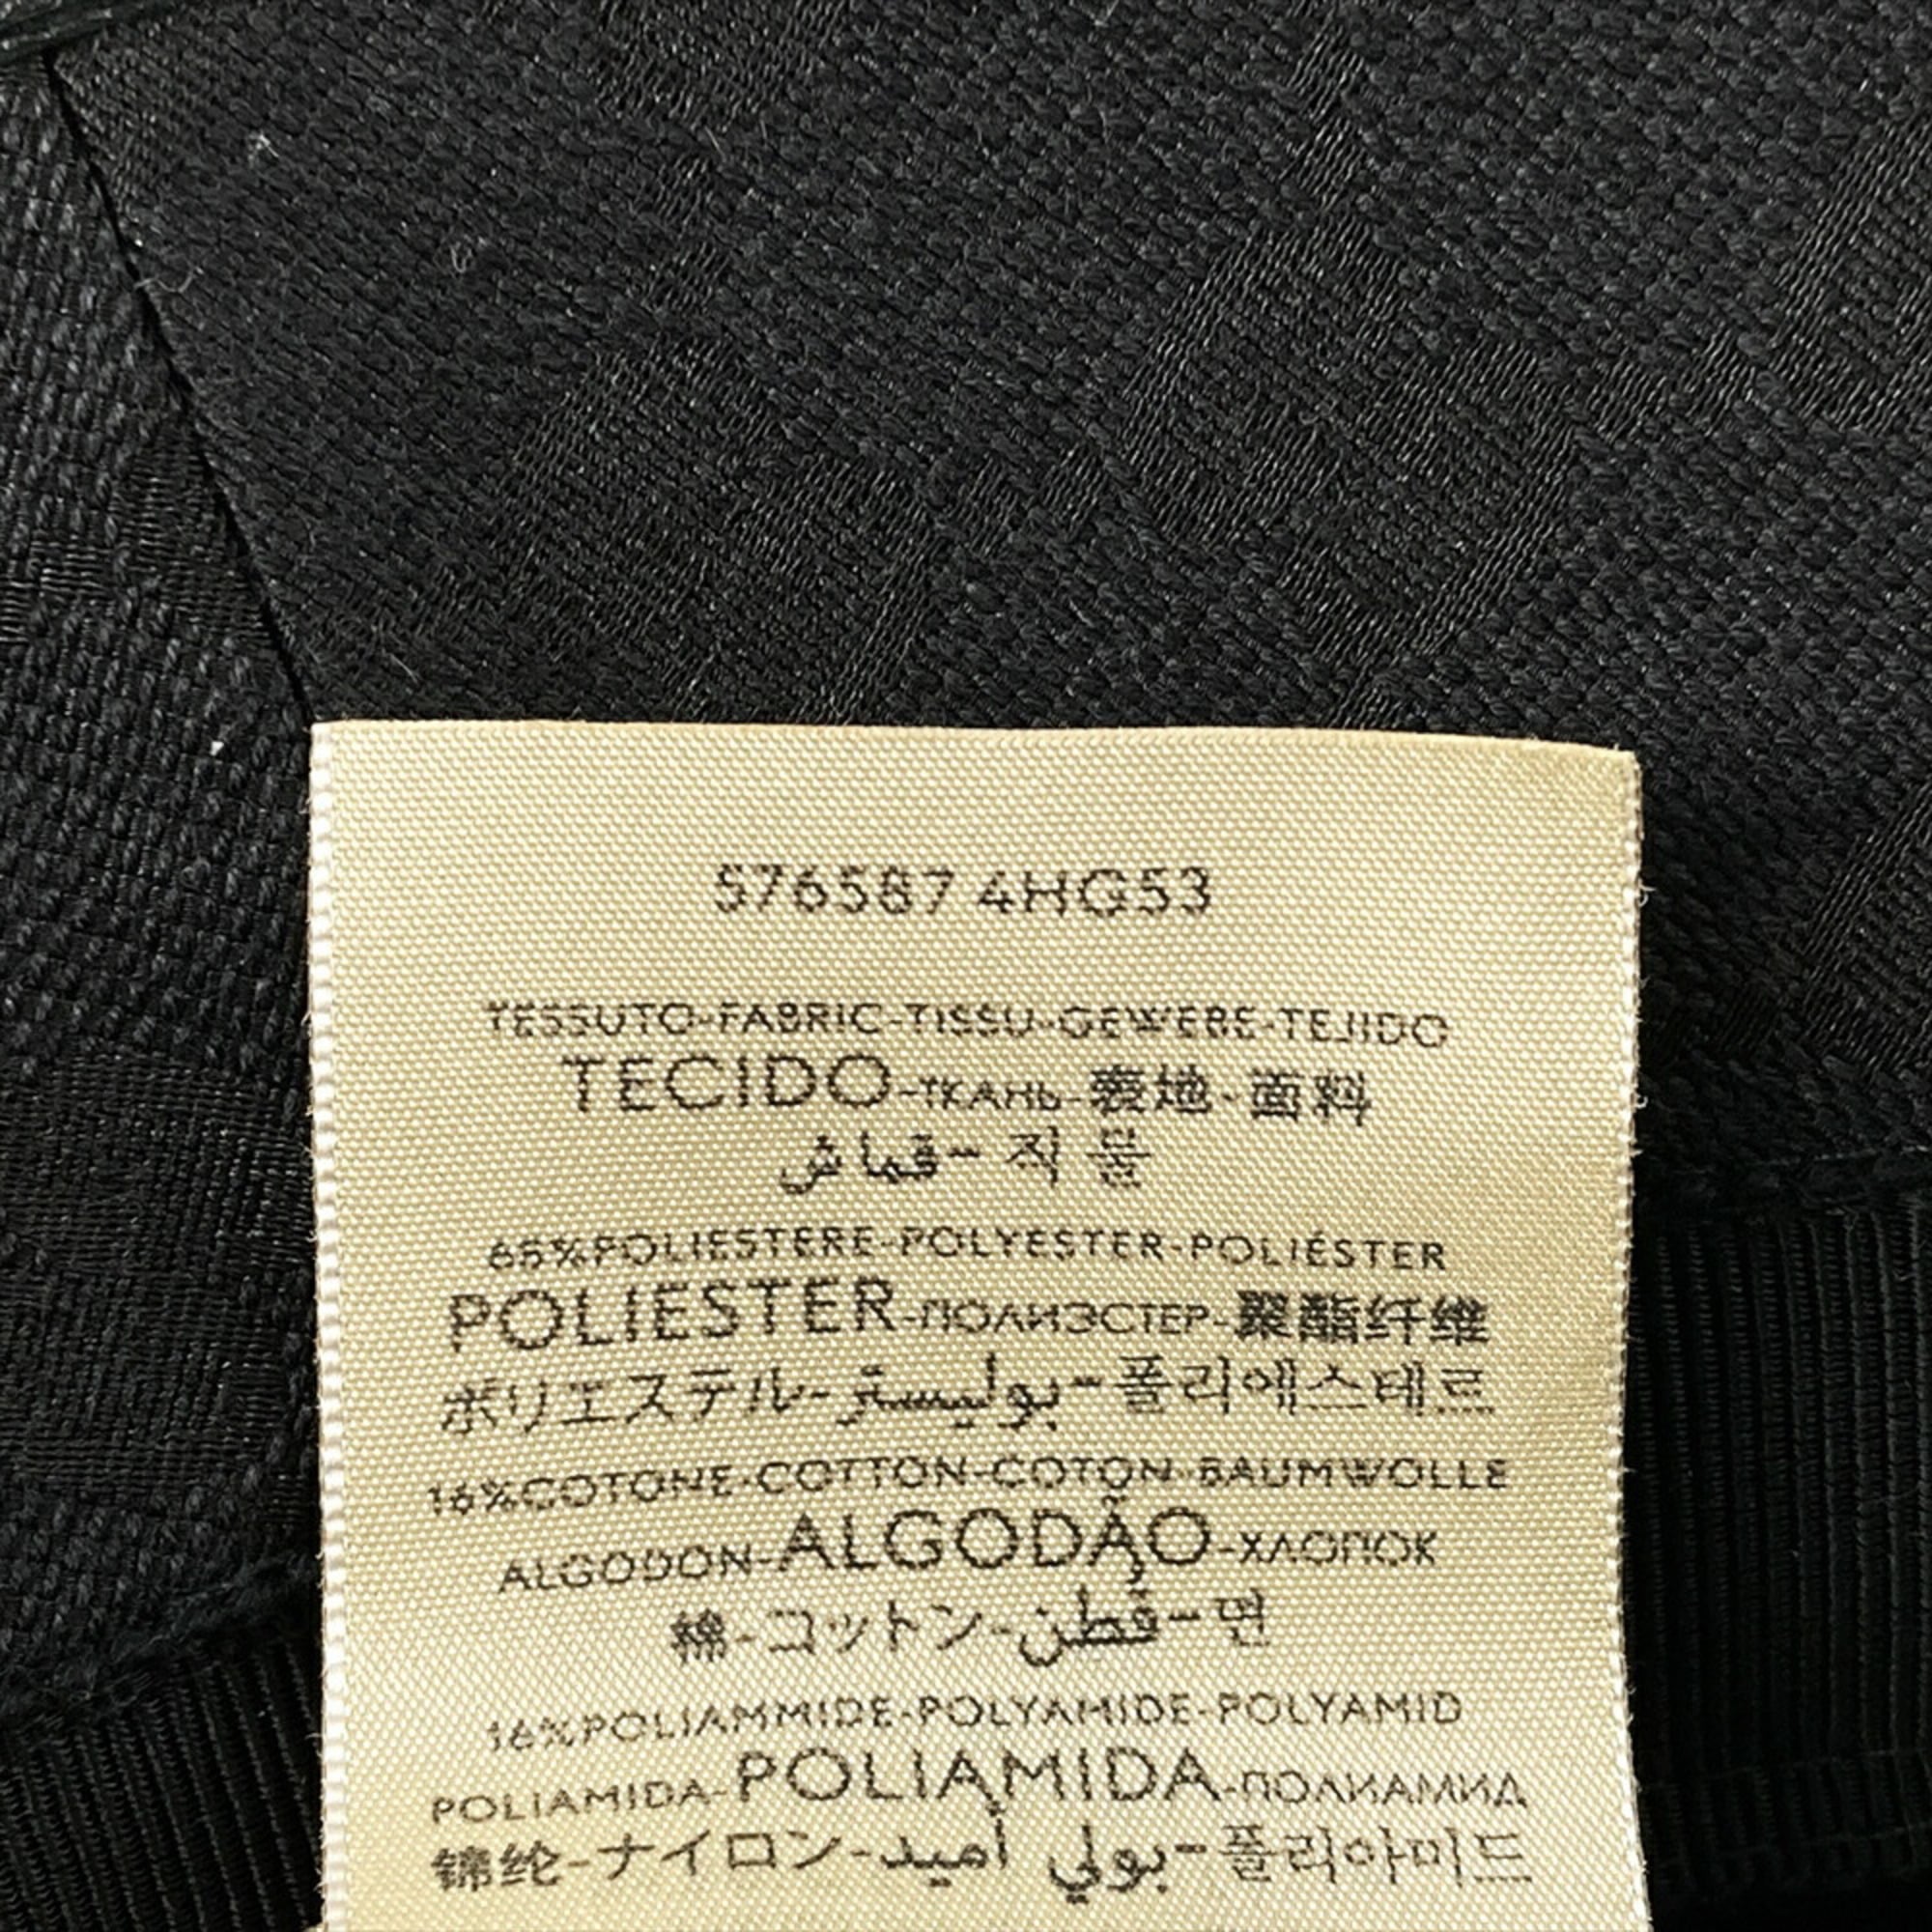 576587 4HG53
TESSUTO-FABRIC-TISSU-GEWEBE-TEJIDO
TECIDO-ТКАНЬ-表地-面料
قماش-직물
68%POLIESTERE-POLYESTER-POLIÉSTER
POLIESTER-ПОЛИЭСТЕР-聚酯纤维
ポリエステル-بوليستر-폴리에스테르
16%COTONE-COTTON-COTON-BAUMWOLLE
ALGODON-ALGODÃO-ХЛОПОК
棉-コットン-قطن-면
16%POLIAMMIDE-POLYAMIDE-POLYAMID
POLIAMIDA-POLIAMIDA-ПОЛИАМИД
锦纶-ナイロン-بولي أميد-폴리아미드